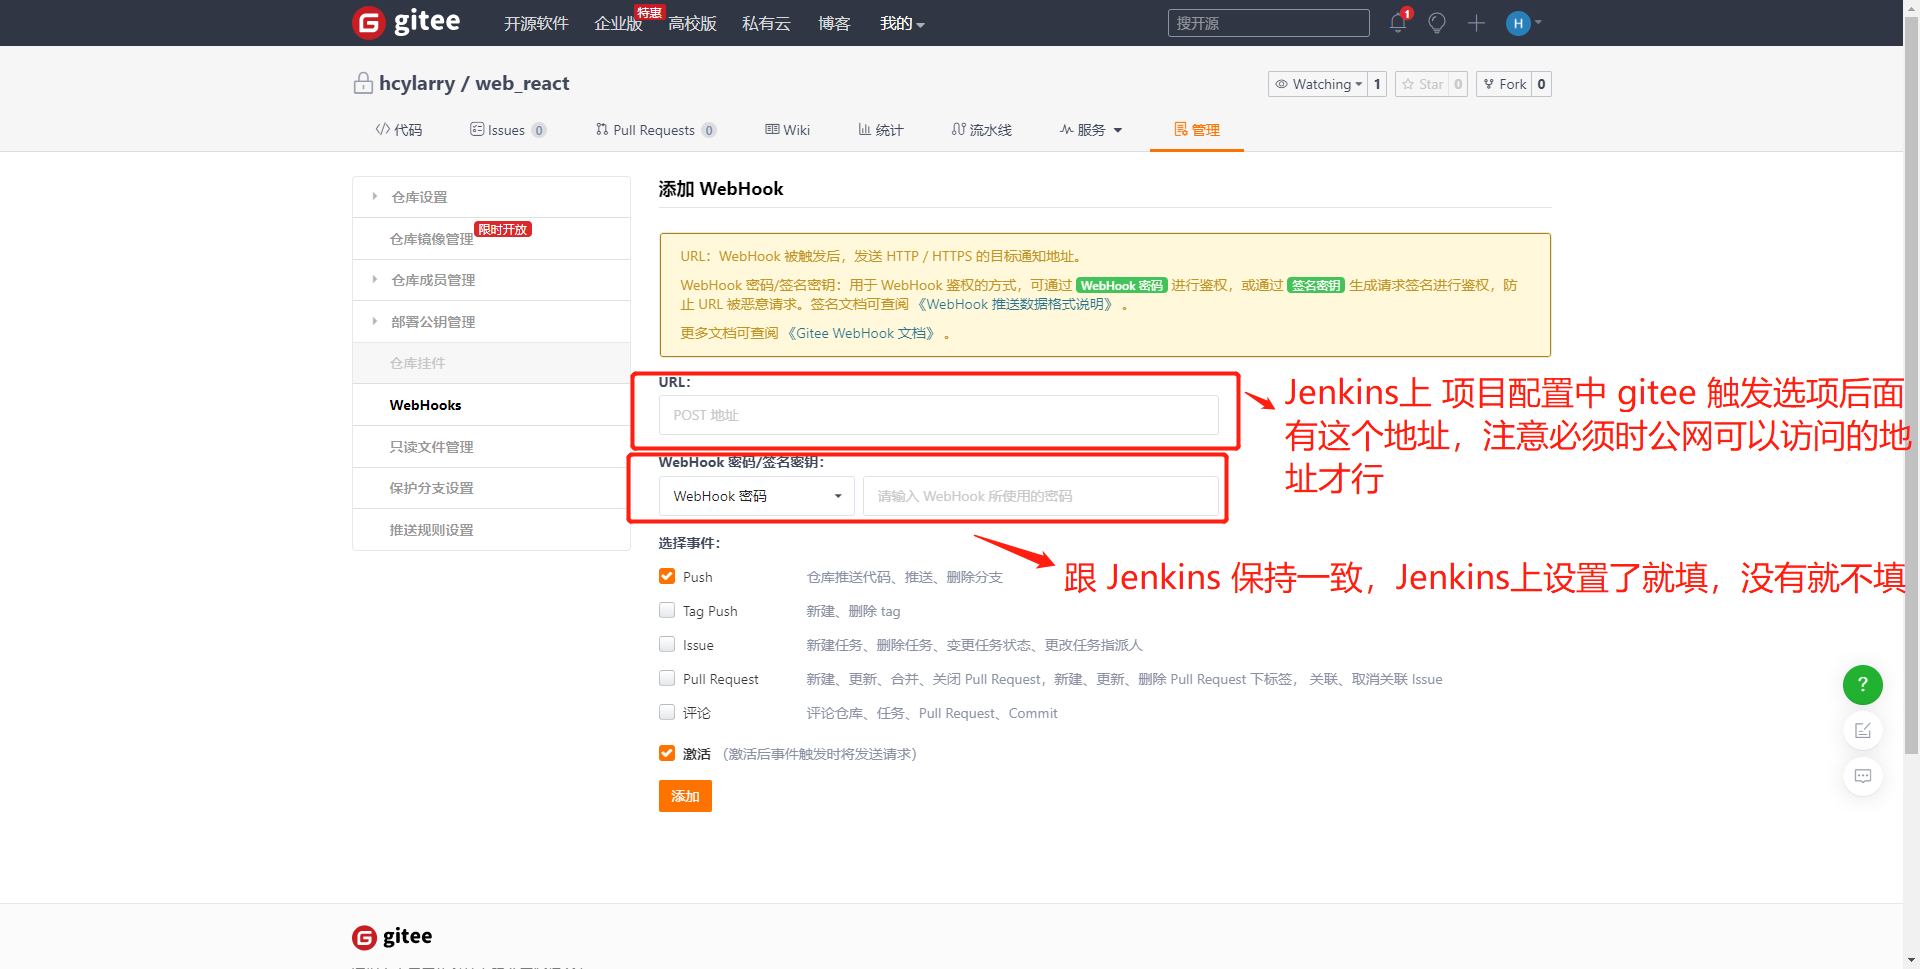 gitee
开源软件
企业版
特惠
高校版
私有云
博客
我的
搜开源
1
H
hcylarry / web_react
Watching
1
Star
0
Fork
0
代码
Issues 0
Pull Requests 0
Wiki
统计
流水线
服务
管理
仓库设置
仓库镜像管理
限时开放
仓库成员管理
部署公钥管理
仓库挂件
WebHooks
只读文件管理
保护分支设置
推送规则设置
添加 WebHook
URL：WebHook 被触发后，发送 HTTP / HTTPS 的目标通知地址。
WebHook 密码/签名密钥：用于 WebHook 鉴权的方式，可通过 WebHook 密码 进行鉴权，或通过 签名密钥 生成请求签名进行鉴权，防
止 URL 被恶意请求。签名文档可查阅 《WebHook 推送数据格式说明》 。
更多文档可查阅 《Gitee WebHook 文档》 。
URL：
POST 地址
Jenkins上 项目配置中 gitee 触发选项后面
有这个地址，注意必须时公网可以访问的地
址才行
WebHook 密码/签名密钥：
WebHook 密码
请输入 WebHook 所使用的密码
选择事件：
跟 Jenkins 保持一致，Jenkins上设置了就填，没有就不填
Push
仓库推送代码、推送、删除分支
Tag Push
新建、删除 tag
Issue
新建任务、删除任务、变更任务状态、更改任务指派人
Pull Request
新建、更新、合并、关闭 Pull Request，新建、更新、删除 Pull Request 下标签， 关联、取消关联 Issue
评论
评论仓库、任务、Pull Request、Commit
激活 （激活后事件触发时将发送请求）
添加
?
gitee